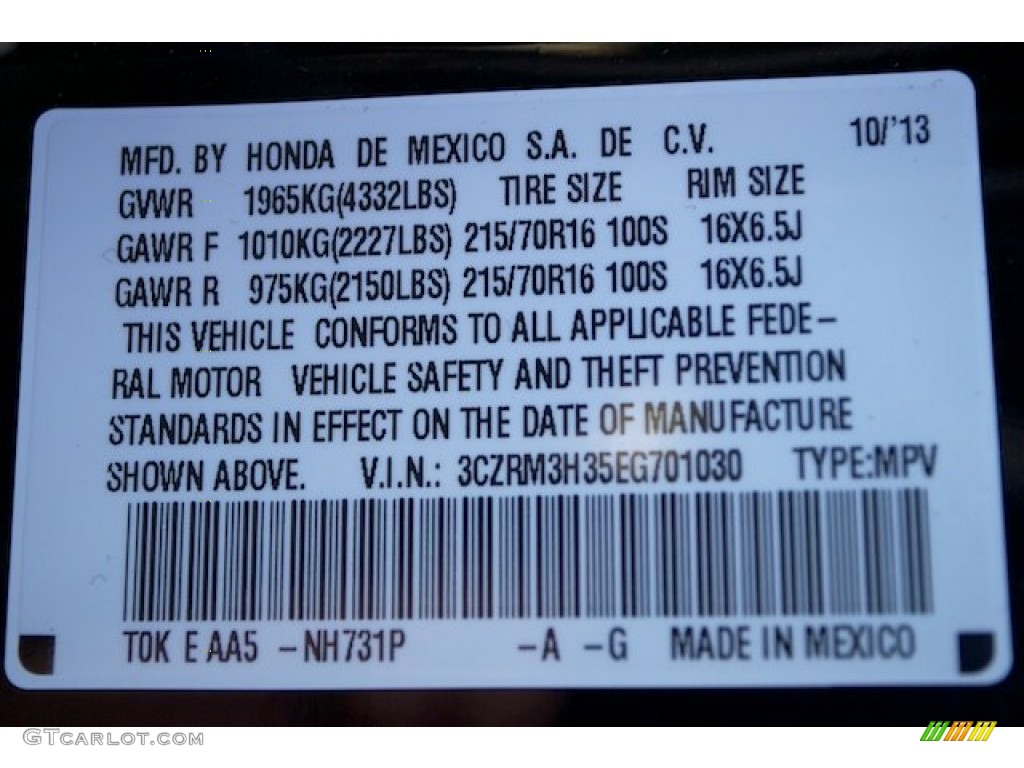 MFD. BY HONDA DE MEXICO S.A. DE C.V. 10/'13
GVWR 1965KG(4332LBS) TIRE SIZE RIM SIZE
GAWR F 1010KG(2227LBS) 215/70R16 100S 16X6.5J
GAWR R 975KG(2150LBS) 215/70R16 100S 16X6.5J
THIS VEHICLE CONFORMS TO ALL APPLICABLE FEDE-
RAL MOTOR VEHICLE SAFETY AND THEFT PREVENTION
STANDARDS IN EFFECT ON THE DATE OF MANUFACTURE
SHOWN ABOVE. V.I.N.: 3CZRM3H35EG701030 TYPE:MPV
T0K E AA5 -NH731P -A -G MADE IN MEXICO
GTCARLOT.COM